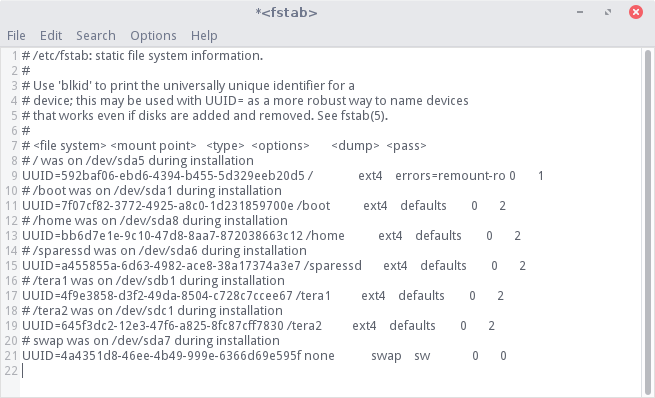 *<fstab>
File Edit Search Options Help
1 # /etc/fstab: static file system information.
2 #
3 # Use 'blkid' to print the universally unique identifier for a
4 # device; this may be used with UUID= as a more robust way to name devices
5 # that works even if disks are added and removed. See fstab(5).
6 #
7 # <file system> <mount point> <type> <options> <dump> <pass>
8 # / was on /dev/sda5 during installation
9 UUID=592baf06-ebd6-4394-b455-5d329eeb20d5 / ext4 errors=remount-ro 0 1
10 # /boot was on /dev/sda1 during installation
11 UUID=7f07cf82-3772-4925-a8c0-1d231859700e /boot ext4 defaults 0 2
12 # /home was on /dev/sda8 during installation
13 UUID=bb6d7e1e-9c10-47d8-8aa7-872038663c12 /home ext4 defaults 0 2
14 # /sparessd was on /dev/sda6 during installation
15 UUID=a455855a-6d63-4982-ace8-38a17374a3e7 /sparessd ext4 defaults 0 2
16 # /tera1 was on /dev/sdb1 during installation
17 UUID=4f9e3858-d3f2-49da-8504-c728c7ccee67 /tera1 ext4 defaults 0 2
18 # /tera2 was on /dev/sdc1 during installation
19 UUID=645f3dc2-12e3-47f6-a825-8fc87cff7830 /tera2 ext4 defaults 0 2
20 # swap was on /dev/sda7 during installation
21 UUID=4a4351d8-46ee-4b49-999e-6366d69e595f none swap sw 0 0
22